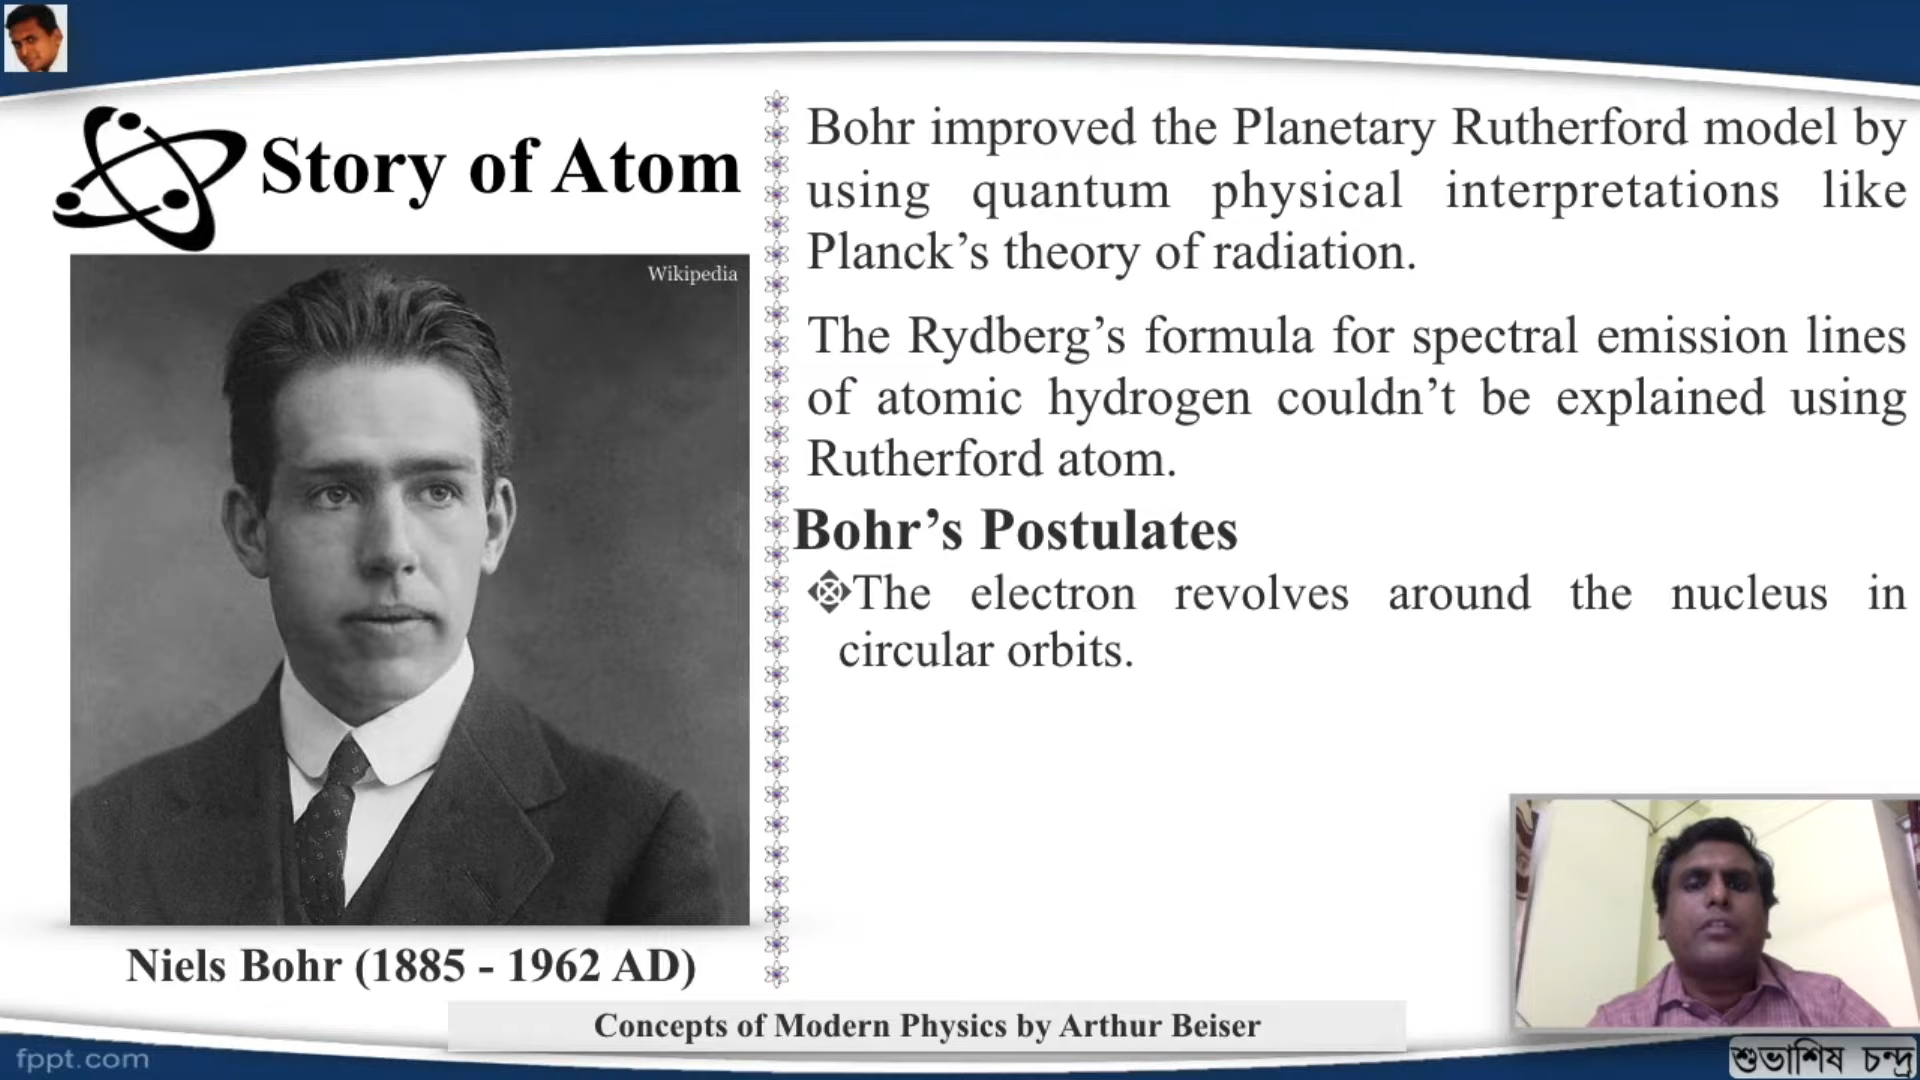 Story of Atom
Wikipedia
Niels Bohr (1885 - 1962 AD)
Bohr improved the Planetary Rutherford model by
using quantum physical interpretations like
Planck’s theory of radiation.
The Rydberg’s formula for spectral emission lines
of atomic hydrogen couldn’t be explained using
Rutherford atom.
Bohr’s Postulates
The electron revolves around the nucleus in
circular orbits.
Concepts of Modern Physics by Arthur Beiser
fppt.com
শুভাশিষ চন্দ্র